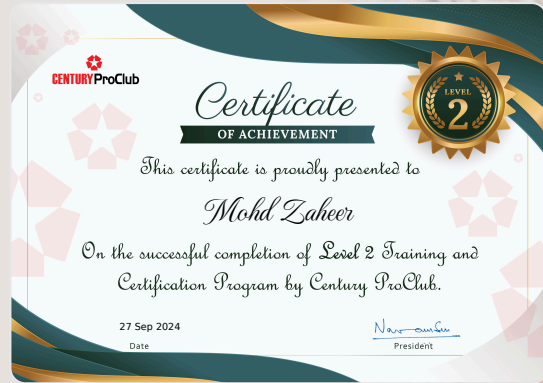 CENTURY ProClub
Certificate
OF ACHIEVEMENT
LEVEL
2
This certificate is proudly presented to
Mohd Zaheer
On the successful completion of Level 2 Training and
Certification Program by Century ProClub.
27 Sep 2024
Date
President